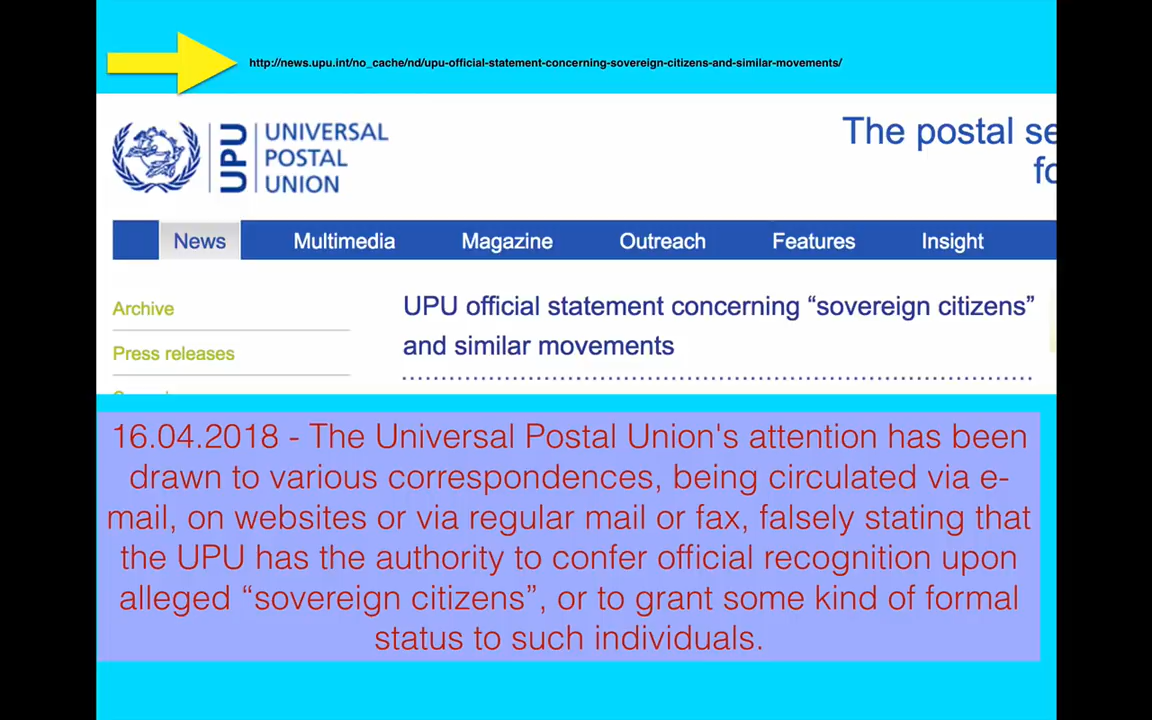 http://news.upu.int/no_cache/nd/upu-official-statement-concerning-sovereign-citizens-and-similar-movements/
UPU
UNIVERSAL
POSTAL
UNION
The postal se
fo
News Multimedia Magazine Outreach Features Insight
Archive
Press releases
UPU official statement concerning “sovereign citizens”
and similar movements
16.04.2018 - The Universal Postal Union's attention has been
drawn to various correspondences, being circulated via e-
mail, on websites or via regular mail or fax, falsely stating that
the UPU has the authority to confer official recognition upon
alleged “sovereign citizens”, or to grant some kind of formal
status to such individuals.